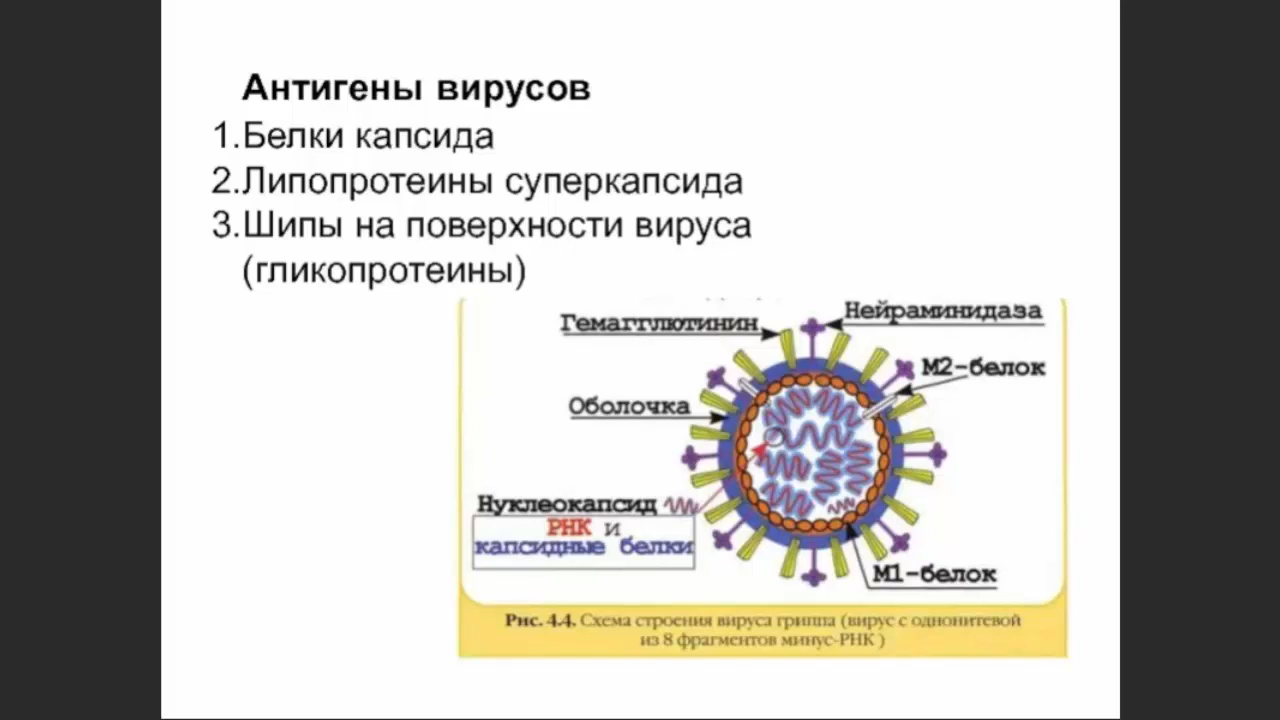 Антигены вирусов
1.Белки капсида
2.Липопротеины суперкапсида
3.Шипы на поверхности вируса
(гликопротеины)
Гемагглютинин
Нейраминидаза
М2-белок
Оболочка
Нуклеокапсид
РНК и
капсидные белки
М1-белок
Рис. 4.4. Схема строения вируса гриппа (вирус с однонитевой
из 8 фрагментов минус-РНК )